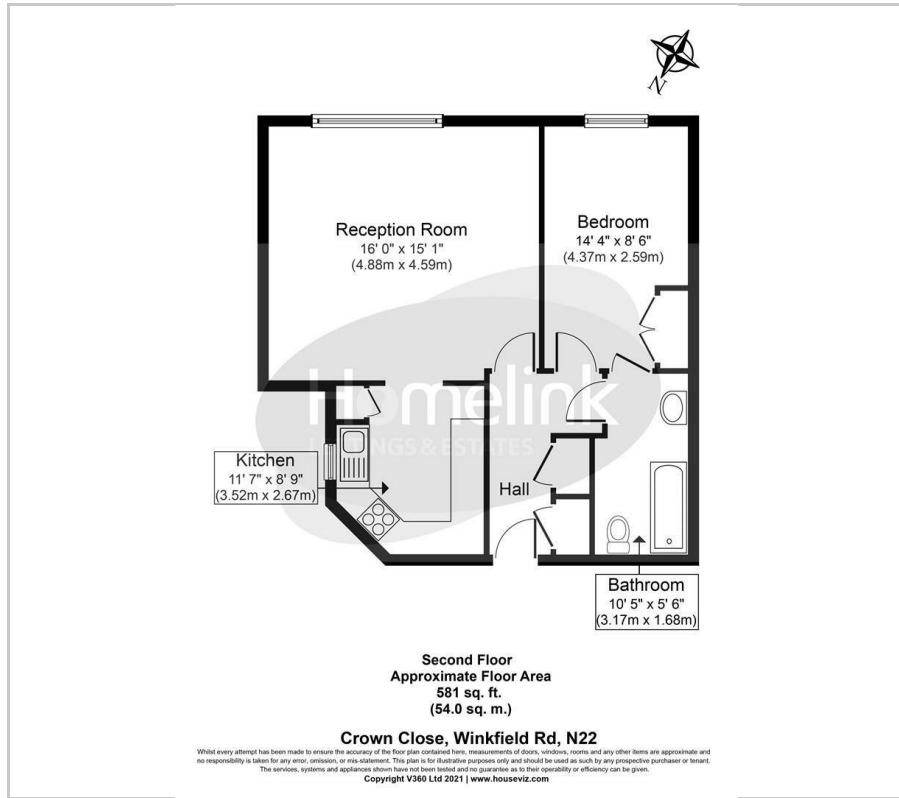 N
Reception Room
16' 0" x 15' 1"
(4.88m x 4.59m)
Bedroom
14' 4" x 8' 6"
(4.37m x 2.59m)
Homelink
LETTINGS & ESTATES
Kitchen
11' 7" x 8' 9"
(3.52m x 2.67m)
Hall
Bathroom
10' 5" x 5' 6"
(3.17m x 1.68m)
Second Floor
Approximate Floor Area
581 sq. ft.
(54.0 sq. m.)
Crown Close, Winkfield Rd, N22
Whilst every attempt has been made to ensure the accuracy of the floor plan contained here, measurements of doors, windows, rooms and any other items are approximate and
no responsibility is taken for any error, omission, or mis-statement. This plan is for illustrative purposes only and should be used as such by any prospective purchaser or tenant.
The services, systems and appliances shown have not been tested and no guarantee as to their operability or efficiency can be given.
Copyright V360 Ltd 2021 | www.houseviz.com